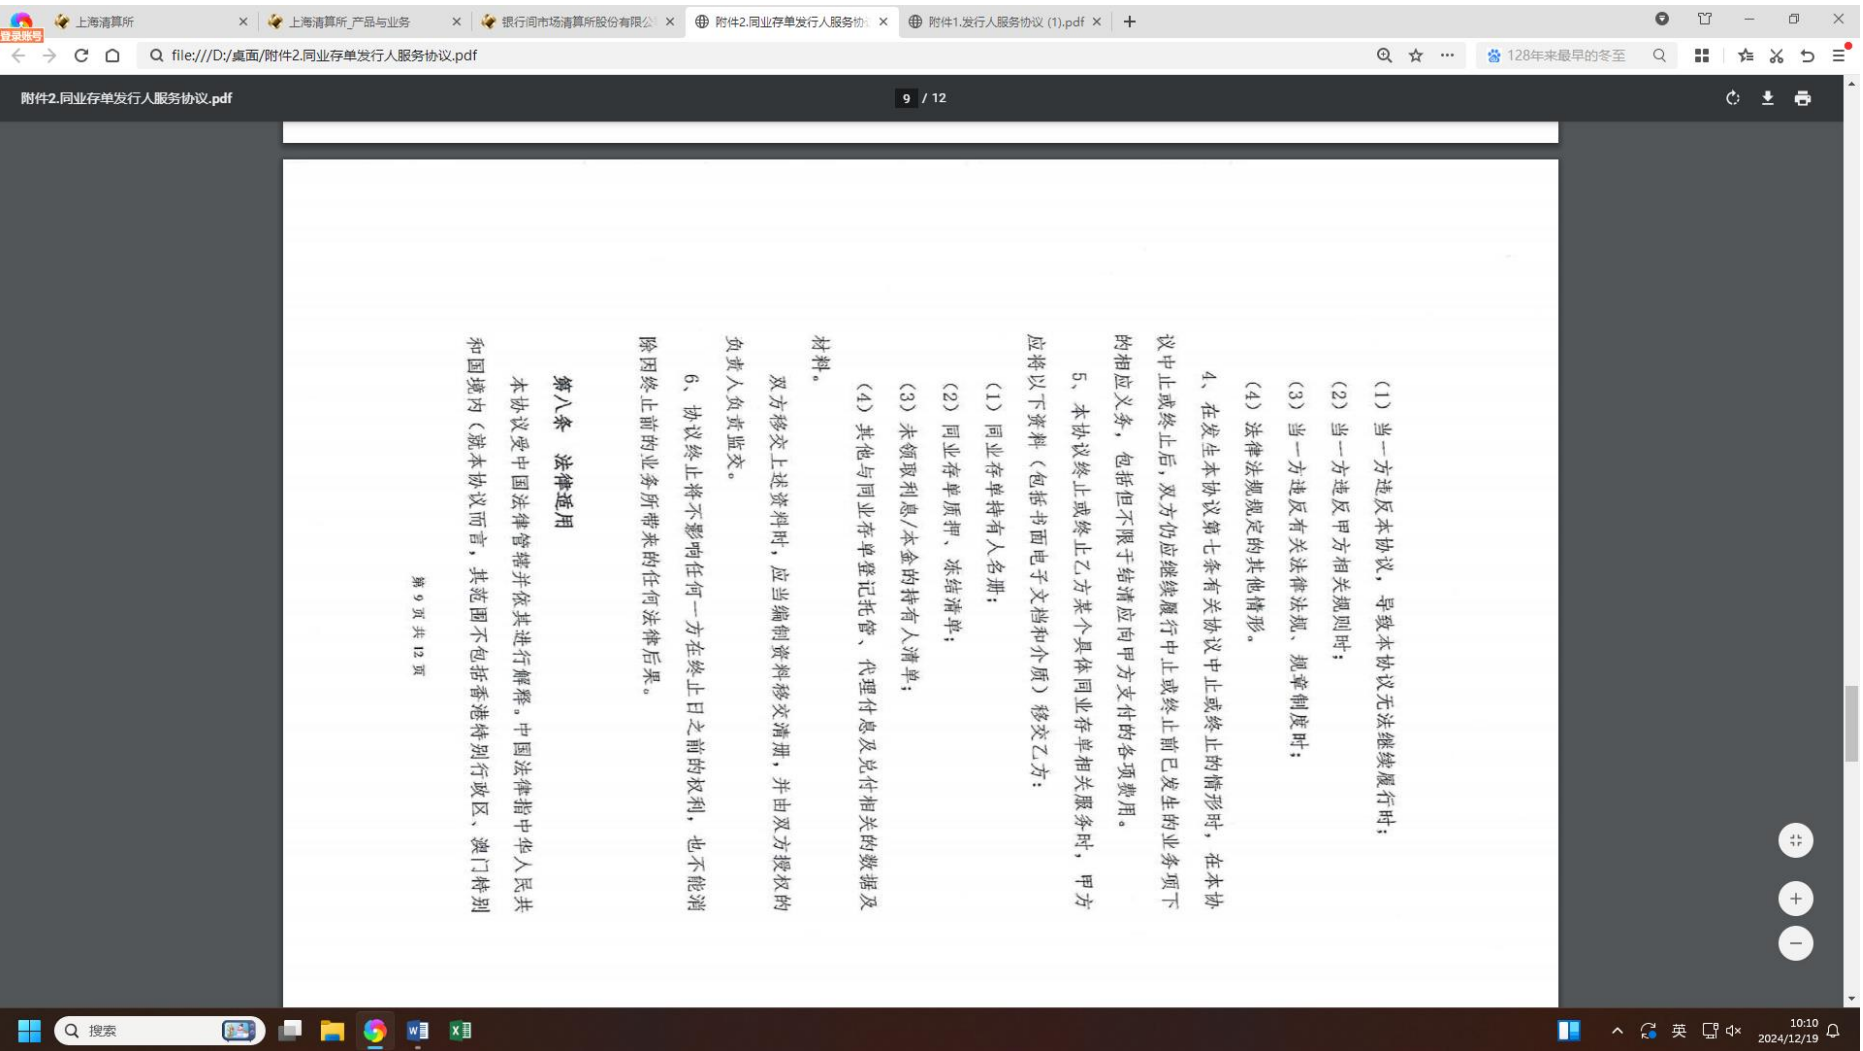 上海清算所
上海清算所_产品与业务
银行间市场清算所股份有限公
附件2.同业存单发行人服务协
附件1.发行人服务协议 (1).pdf
登录账号
file:///D:/桌面/附件2.同业存单发行人服务协议.pdf
128年来最早的冬至
附件2.同业存单发行人服务协议.pdf
9 / 12
（1）当一方违反本协议，导致本协议无法继续履行时；
（2）当一方违反甲方相关规则时；
（3）当一方违反有关法律法规、规章制度时；
（4）法律法规规定的其他情形。
4、在发生本协议第七条有关协议中止或终止的情形时，在本协
议中止或终止后，双方仍应继续履行中止或终止前已发生的业务项下
的相应义务，包括但不限于结清应向甲方支付的各项费用。
5、本协议终止或终止乙方某个具体同业存单相关服务时，甲方
应将以下资料（包括书面电子文档和介质）移交乙方：
（1）同业存单持有人名册；
（2）同业存单质押、冻结清单；
（3）未领取利息/本金的持有人清单；
（4）其他与同业存单登记托管、代理付息及兑付相关的数据及
材料。
双方移交上述资料时，应当编制资料移交清册，并由双方授权的
负责人负责监交。
6、协议终止将不影响任何一方在终止日之前的权利，也不能消
除因终止前的业务所带来的任何法律后果。
第八条 法律适用
本协议受中国法律管辖并依其进行解释。中国法律指中华人民共
和国境内（就本协议而言，其范围不包括香港特别行政区、澳门特别
第 9 页 共 12 页
搜索
英
10:10
2024/12/19